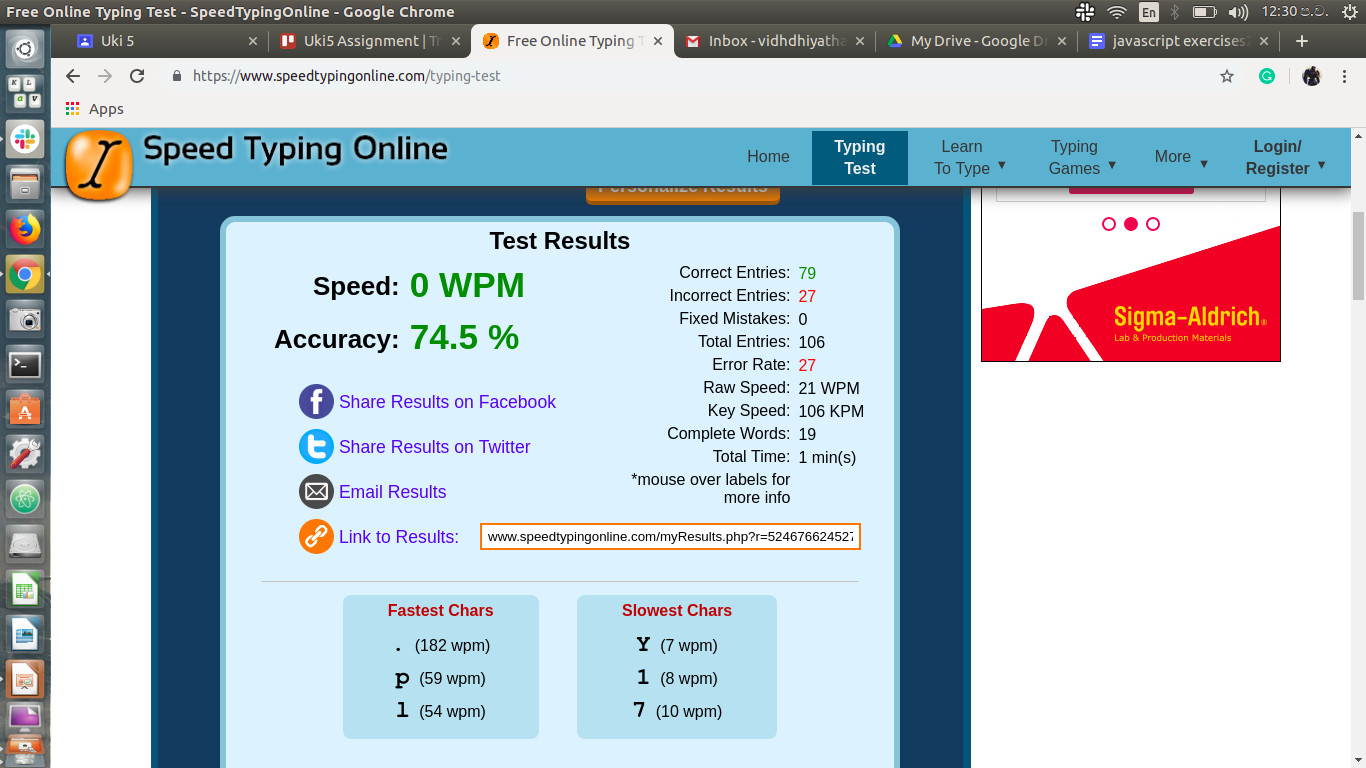 Free Online Typing Test - SpeedTypingOnline - Google Chrome
En
12:30 ප.ව.
Uki 5
Uki5 Assignment | Tr
Free Online Typing T
Inbox - vidhdhiyatha
My Drive - Google Dr
javascript exercises2
https://www.speedtypingonline.com/typing-test
Apps
Speed Typing Online
Home
Typing Test
Learn To Type ▼
Typing Games ▼
More ▼
Login/ Register ▼
Personalize Results
Test Results
Speed: 0 WPM
Accuracy: 74.5 %
Share Results on Facebook
Share Results on Twitter
Email Results
Link to Results: www.speedtypingonline.com/myResults.php?r=524676624527
Correct Entries: 79
Incorrect Entries: 27
Fixed Mistakes: 0
Total Entries: 106
Error Rate: 27
Raw Speed: 21 WPM
Key Speed: 106 KPM
Complete Words: 19
Total Time: 1 min(s)
*mouse over labels for
more info
Fastest Chars
. (182 wpm)
p (59 wpm)
l (54 wpm)
Slowest Chars
Y (7 wpm)
1 (8 wpm)
7 (10 wpm)
Sigma-Aldrich®
Lab & Production Materials